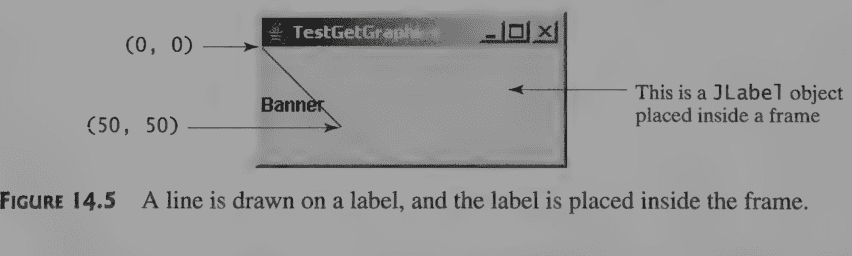 TestGetGraphics
(0, 0)
This is a JLabel object
placed inside a frame
Banner
(50, 50)
FIGURE 14.5 A line is drawn on a label, and the label is placed inside the frame.